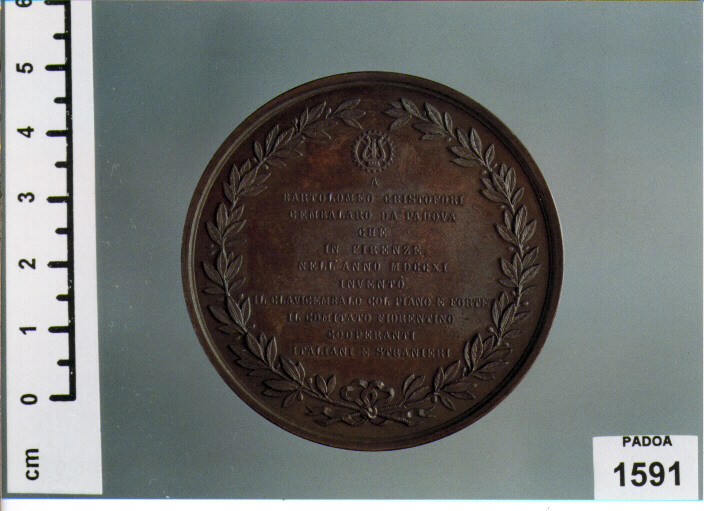 A
BARTOLOMEO CRISTOFORI
CEMBALARO DA PADOVA
CHE
IN FIRENZE
NELL'ANNO MDCCXI
INVENTÒ
IL CLAVICEMBALO COL PIANO E FORTE
IL COMITATO FIORENTINO
COOPERANTI
ITALIANI E STRANIERI
6
5
4
3
2
1
0
cm
PADOA
1591